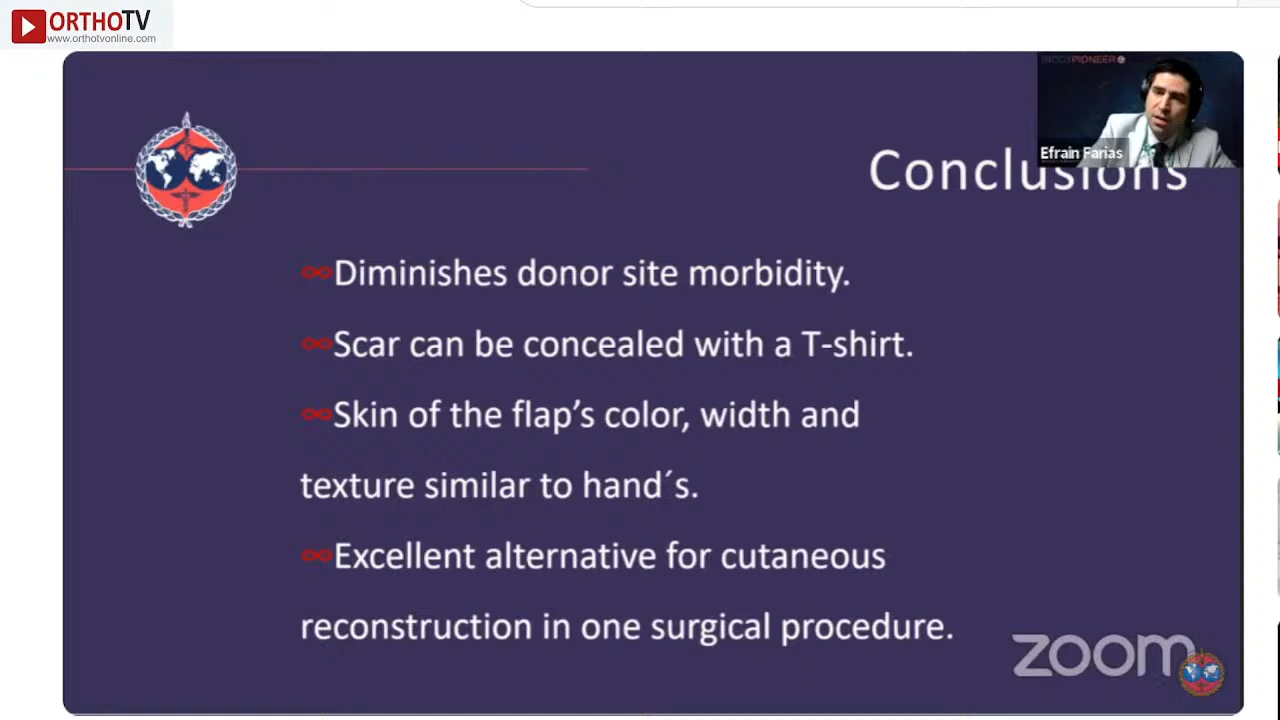 ORTHOTV
www.orthotvonline.com
PIONEER
Efrain Farias
Conclusions
∞Diminishes donor site morbidity.
∞Scar can be concealed with a T-shirt.
∞Skin of the flap’s color, width and
texture similar to hand´s.
∞Excellent alternative for cutaneous
reconstruction in one surgical procedure.
zoom